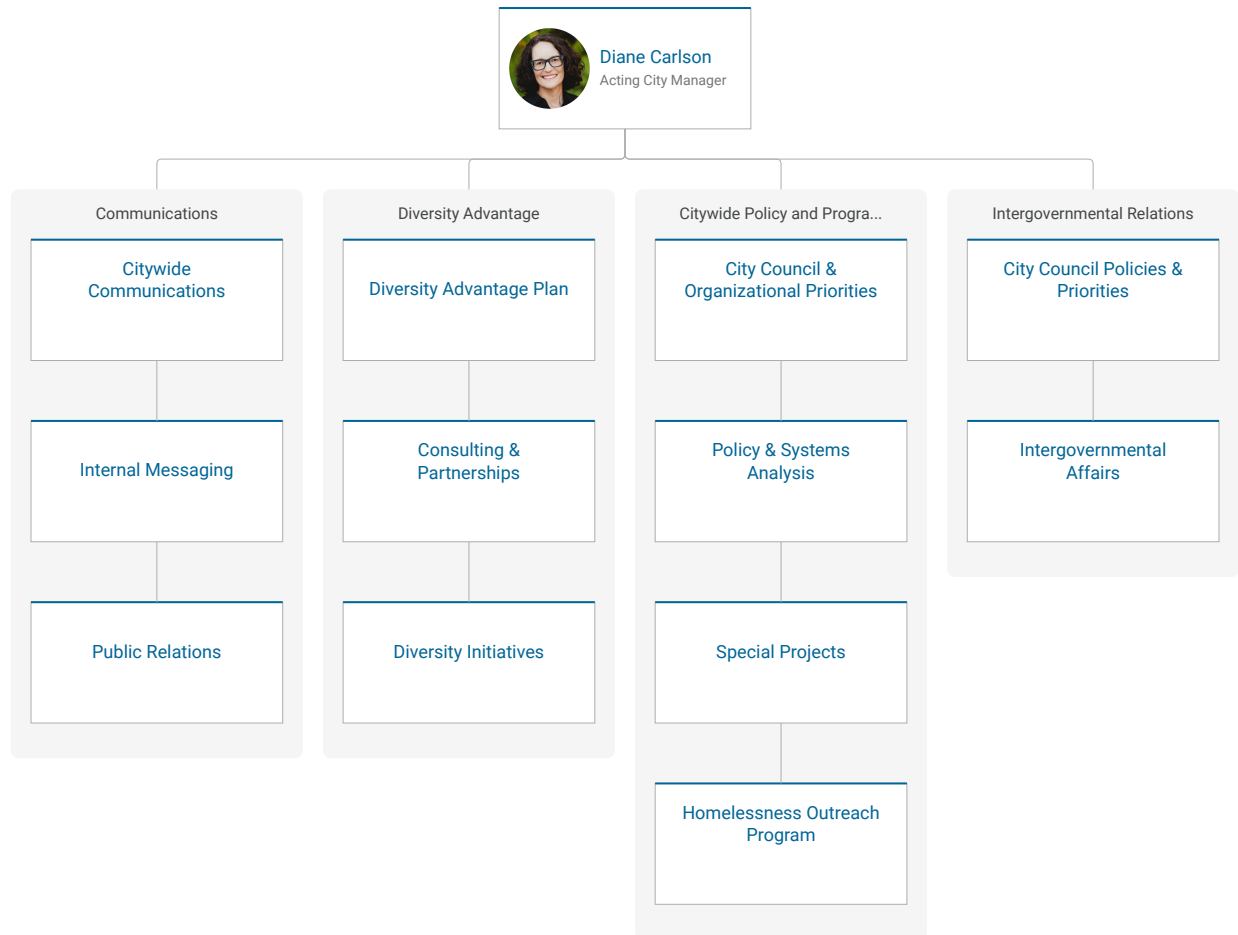 Diane Carlson
Acting City Manager
Communications
Citywide
Communications
Internal Messaging
Public Relations
Diversity Advantage
Diversity Advantage Plan
Consulting &
Partnerships
Diversity Initiatives
Citywide Policy and Progra...
City Council &
Organizational Priorities
Policy & Systems
Analysis
Special Projects
Homelessness Outreach
Program
Intergovernmental Relations
City Council Policies &
Priorities
Intergovernmental
Affairs